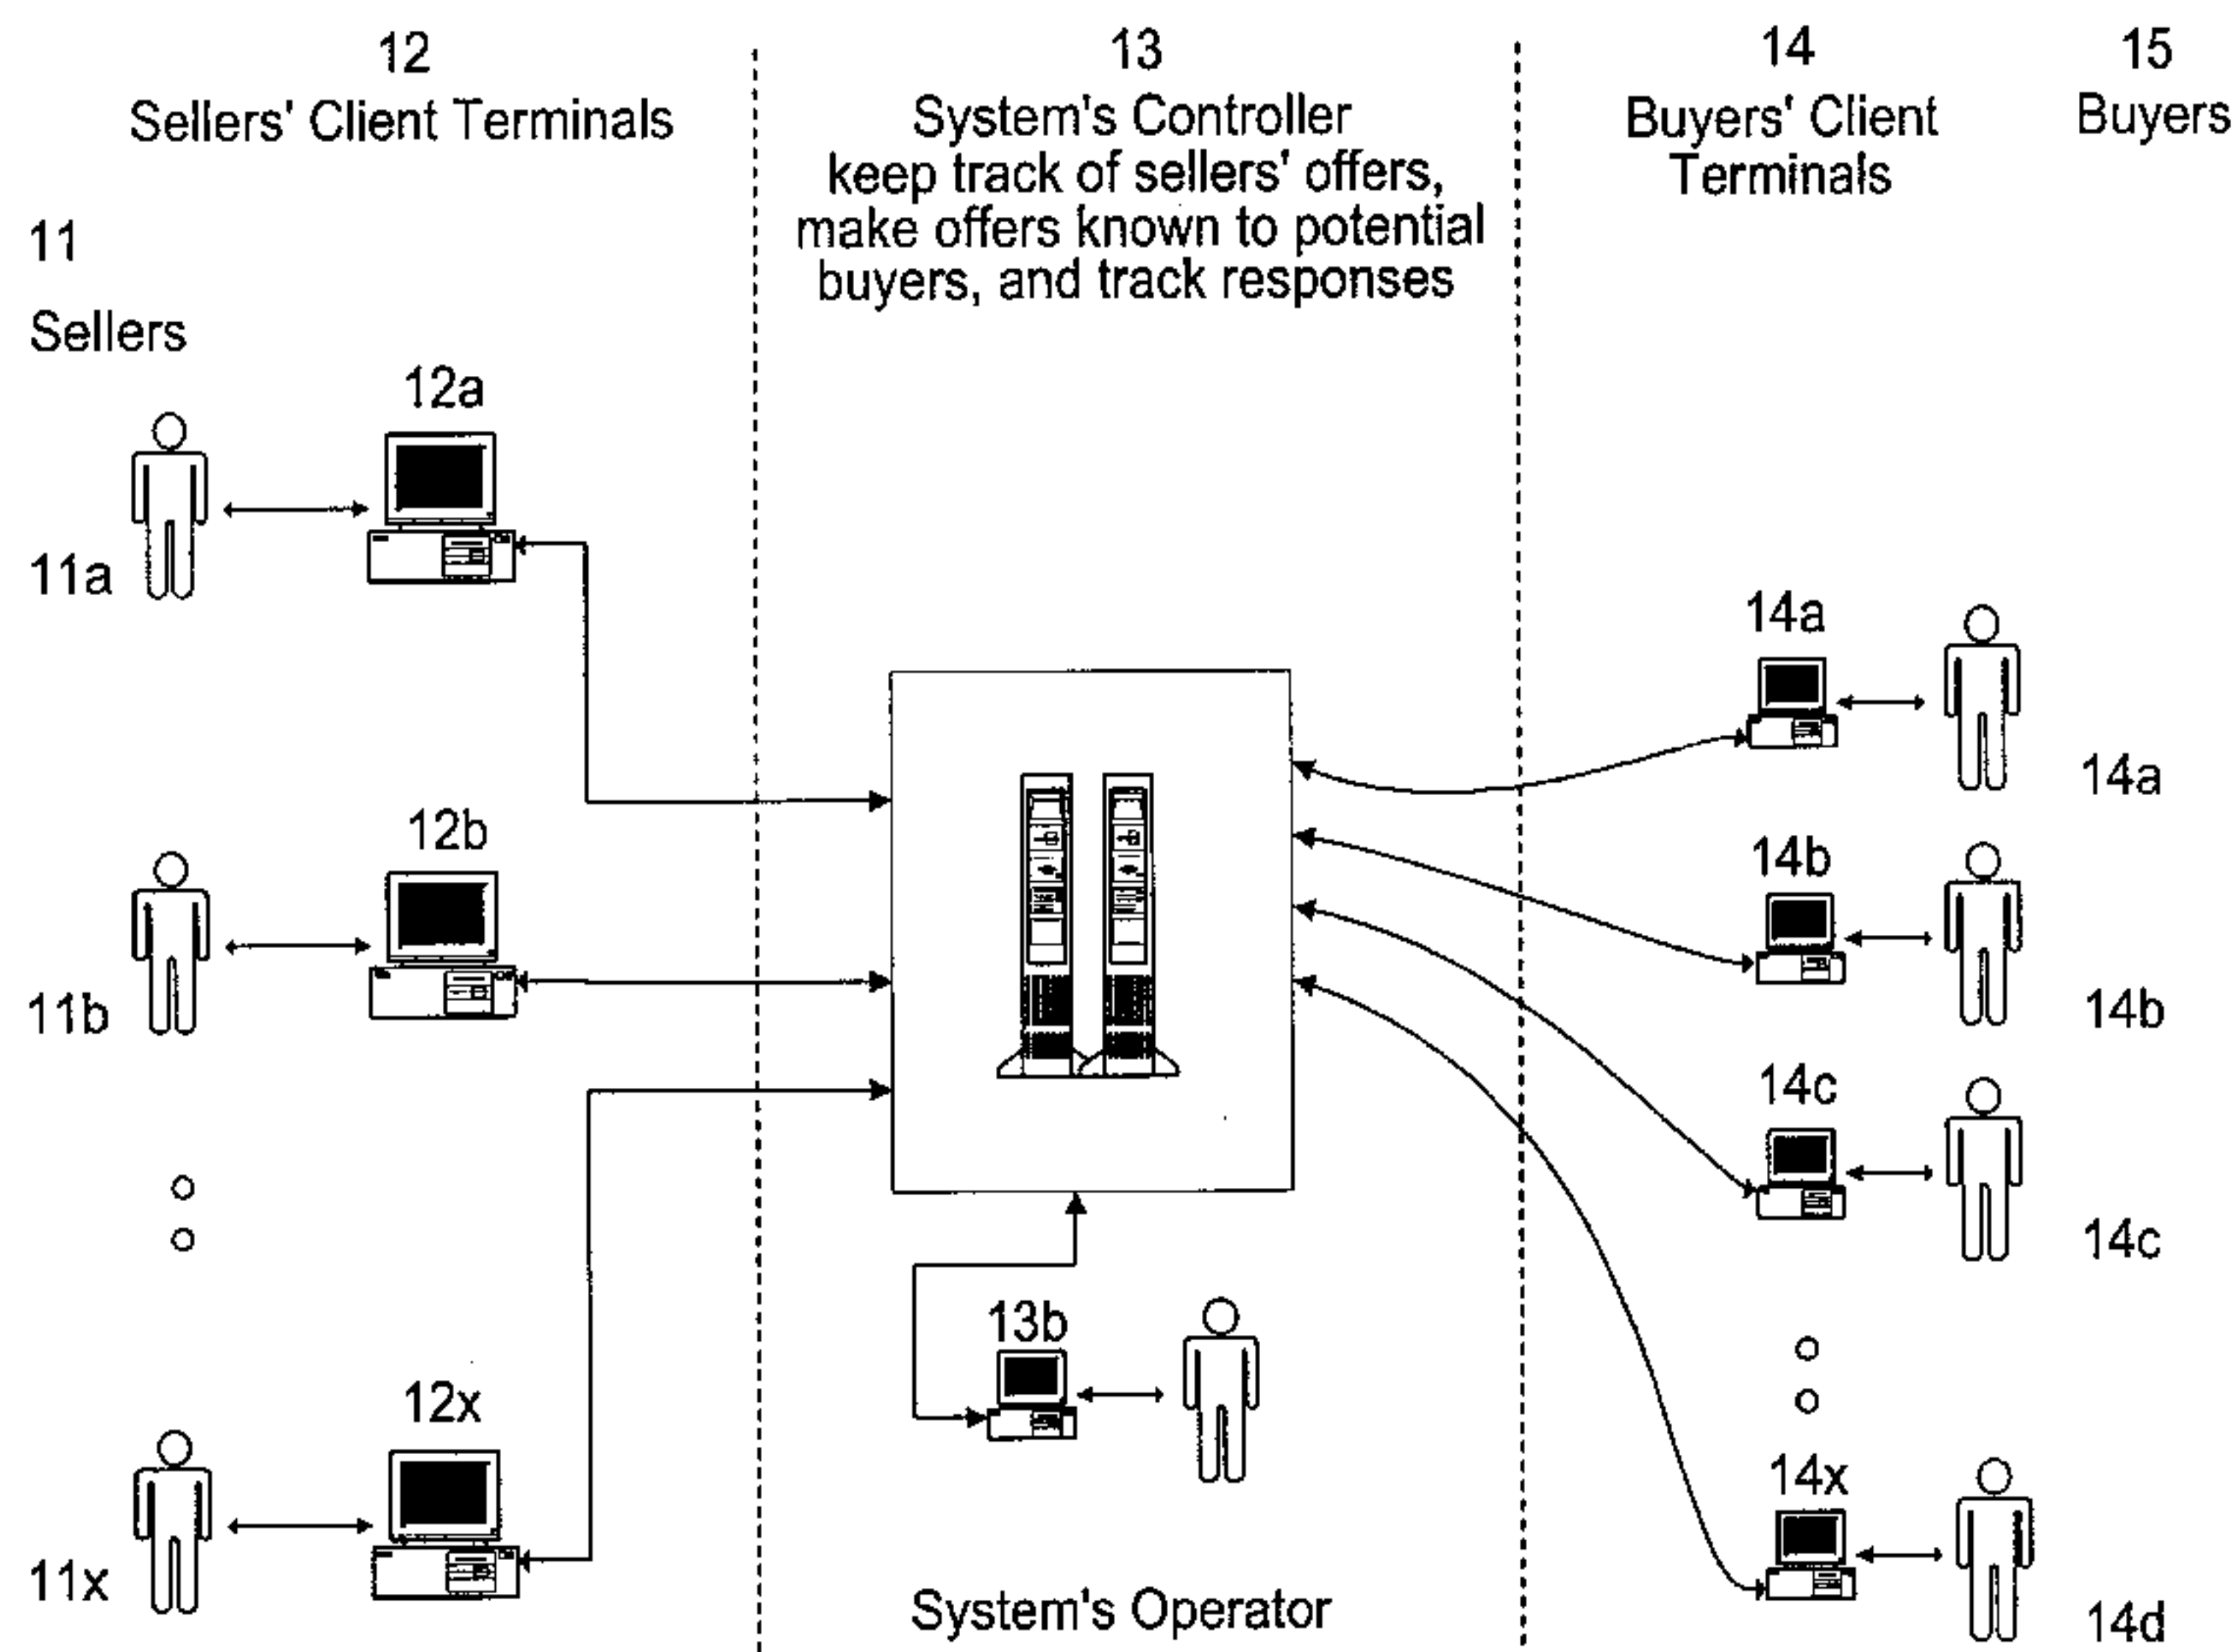 12
Sellers' Client Terminals
13
System's Controller
keep track of sellers' offers,
make offers known to potential
buyers, and track responses
14
Buyers' Client
Terminals
15
Buyers
11
Sellers
12a
11a
12b
11b
12x
11x
13b
System's Operator
14a
14a
14b
14b
14c
14c
14x
14d